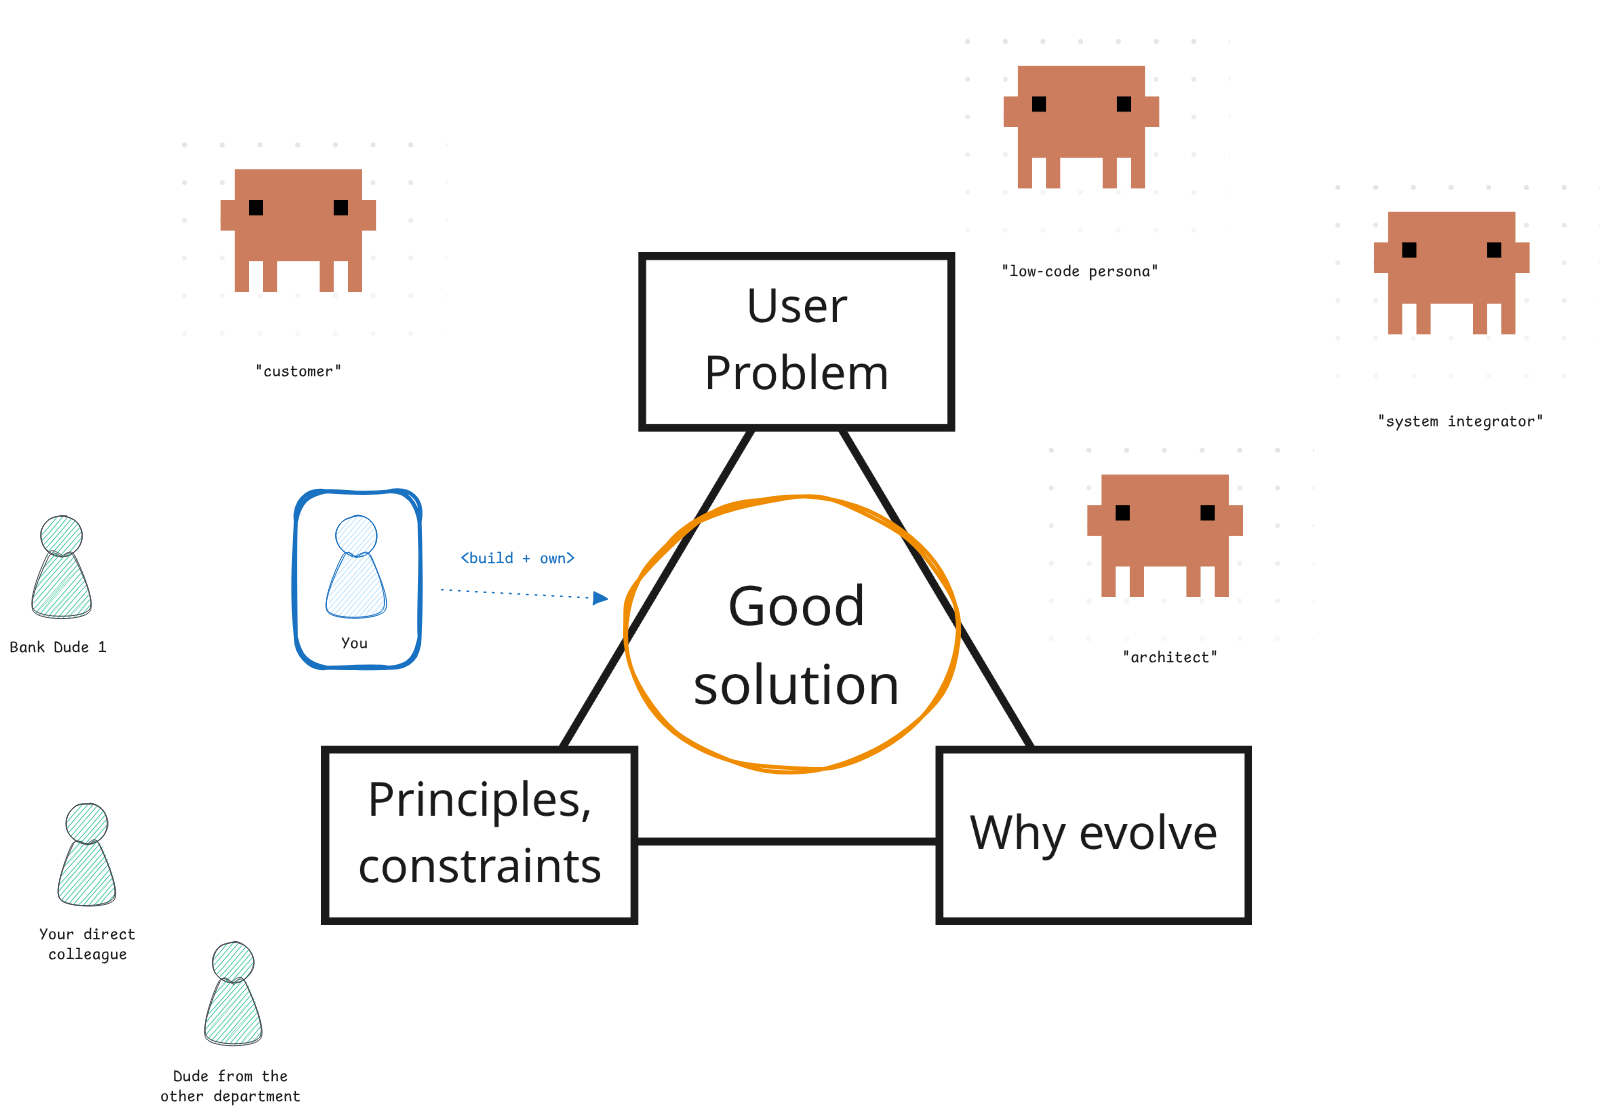 "low-code persona"
"customer"
"system integrator"
User
Problem
<build + own>
You
Bank Dude 1
Good
solution
"architect"
Principles,
constraints
Why evolve
Your direct
colleague
Dude from the
other department